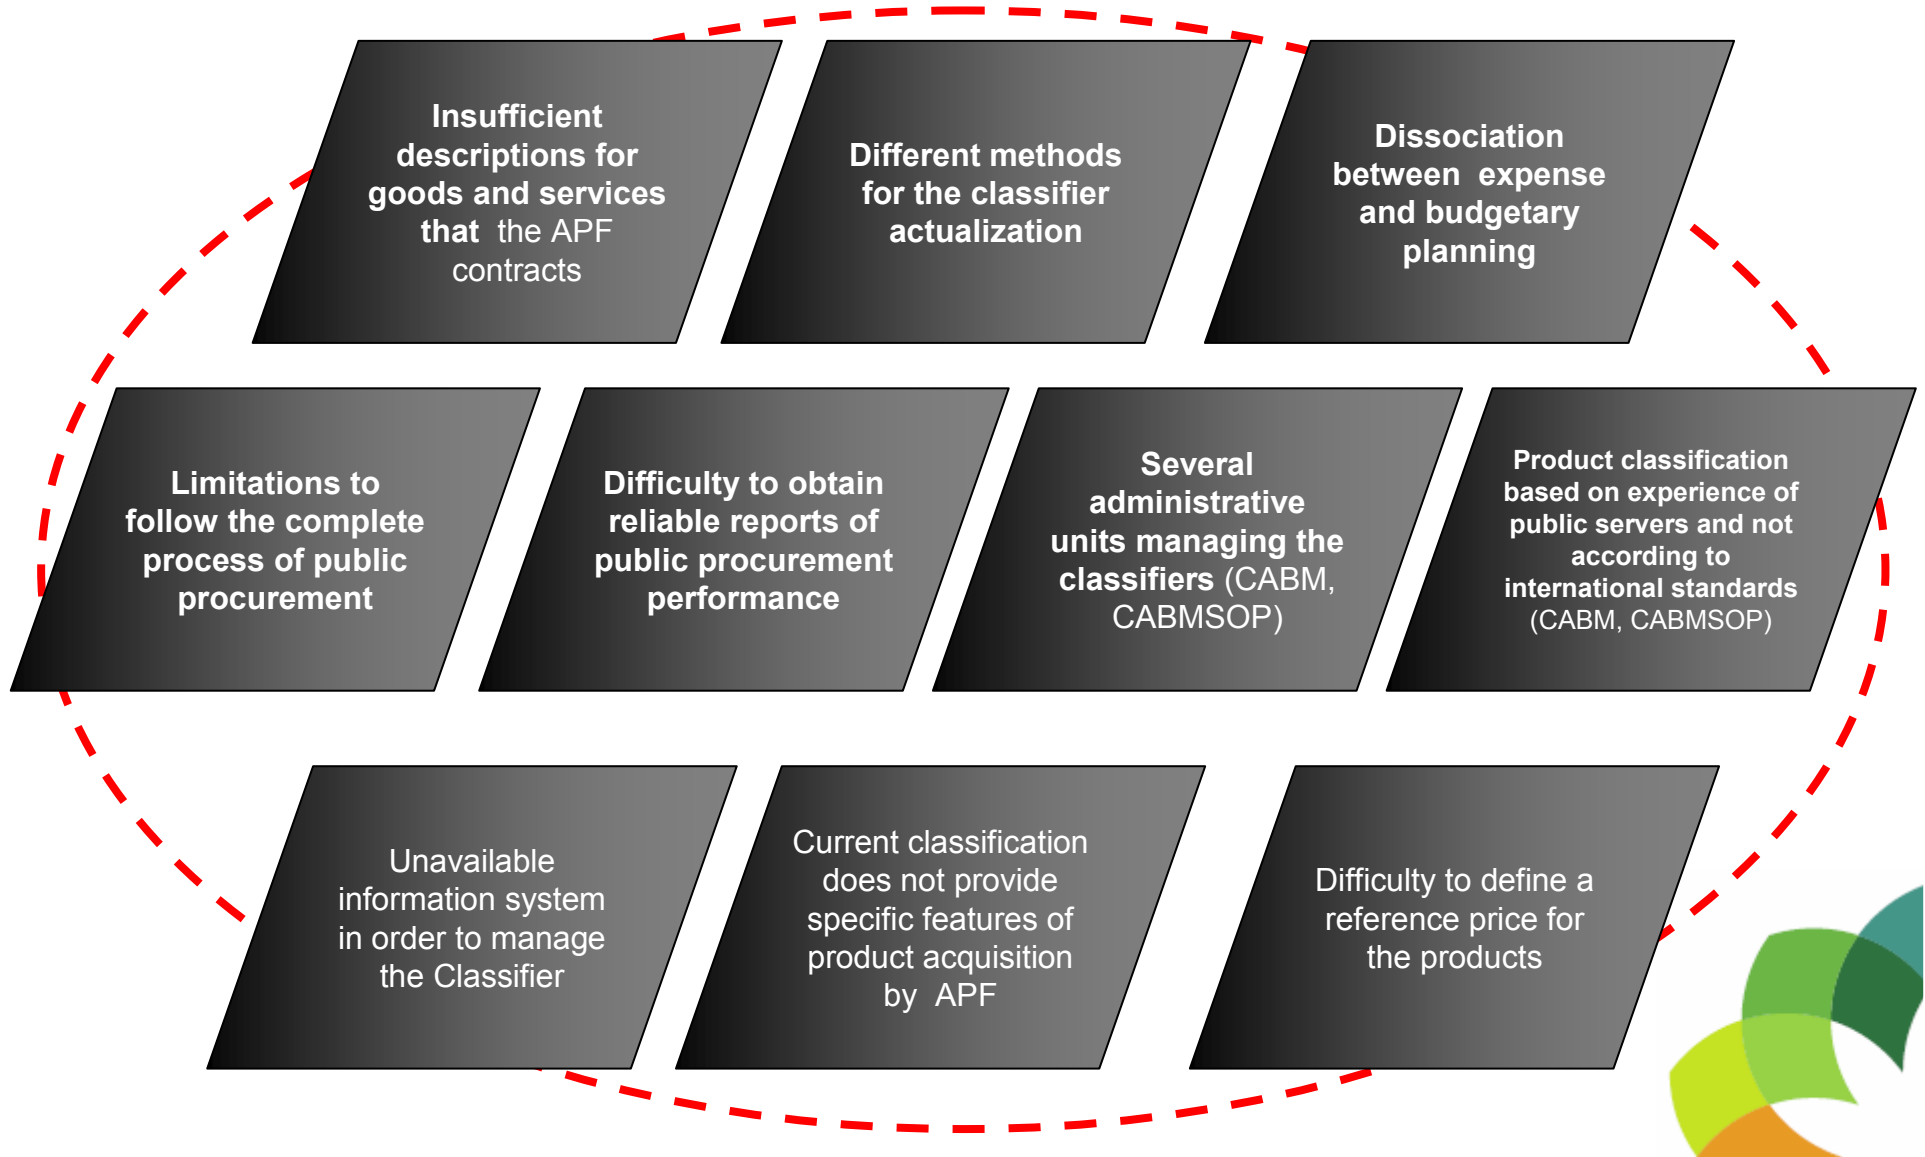 Insufficient
descriptions for
goods and services
that the APF
contracts
Different methods
for the classifier
actualization
Dissociation
between expense
and budgetary
planning
Limitations to
follow the complete
process of public
procurement
Difficulty to obtain
reliable reports of
public procurement
performance
Several
administrative
units managing the
classifiers (CABM,
CABMSOP)
Product classification
based on experience of
public servers and not
according to
international standards
(CABM, CABMSOP)
Unavailable
information system
in order to manage
the Classifier
Current classification
does not provide
specific features of
product acquisition
by APF
Difficulty to define a
reference price for
the products